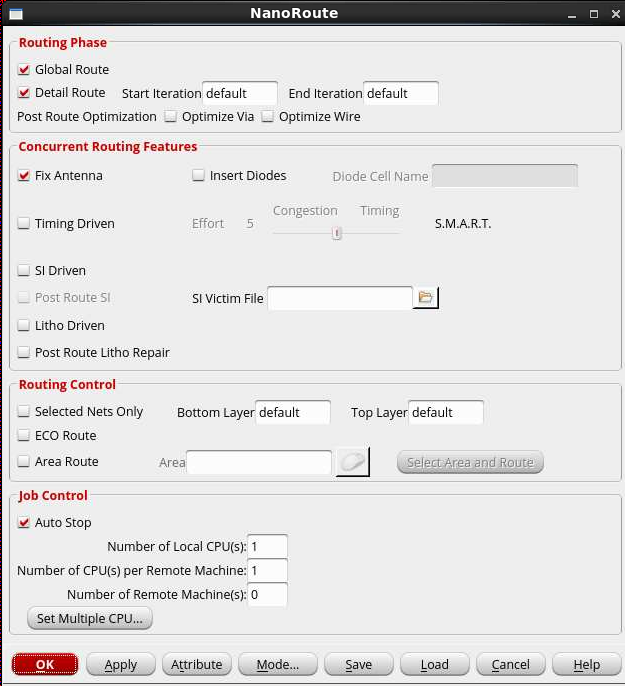 NanoRoute
Routing Phase
Global Route
Detail Route Start Iteration default End Iteration default
Post Route Optimization Optimize Via Optimize Wire
Concurrent Routing Features
Fix Antenna Insert Diodes Diode Cell Name
Congestion Timing
Timing Driven Effort 5 S.M.A.R.T.
SI Driven
Post Route SI SI Victim File
Litho Driven
Post Route Litho Repair
Routing Control
Selected Nets Only Bottom Layer default Top Layer default
ECO Route
Area Route Area Select Area and Route
Job Control
Auto Stop
Number of Local CPU(s): 1
Number of CPU(s) per Remote Machine: 1
Number of Remote Machine(s): 0
Set Multiple CPU...
OK Apply Attribute Mode... Save Load Cancel Help